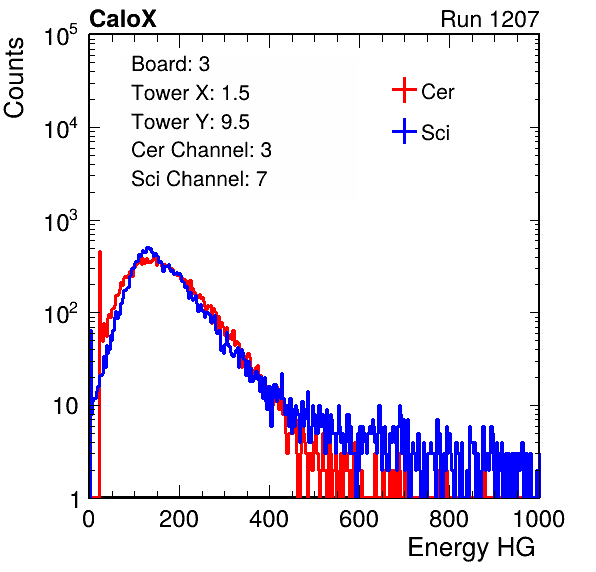 CaloX Run 1207
Counts
10^5
10^4
10^3
10^2
10
1
Board: 3
Tower X: 1.5
Tower Y: 9.5
Cer Channel: 3
Sci Channel: 7
Cer
Sci
0 200 400 600 800 1000
Energy HG